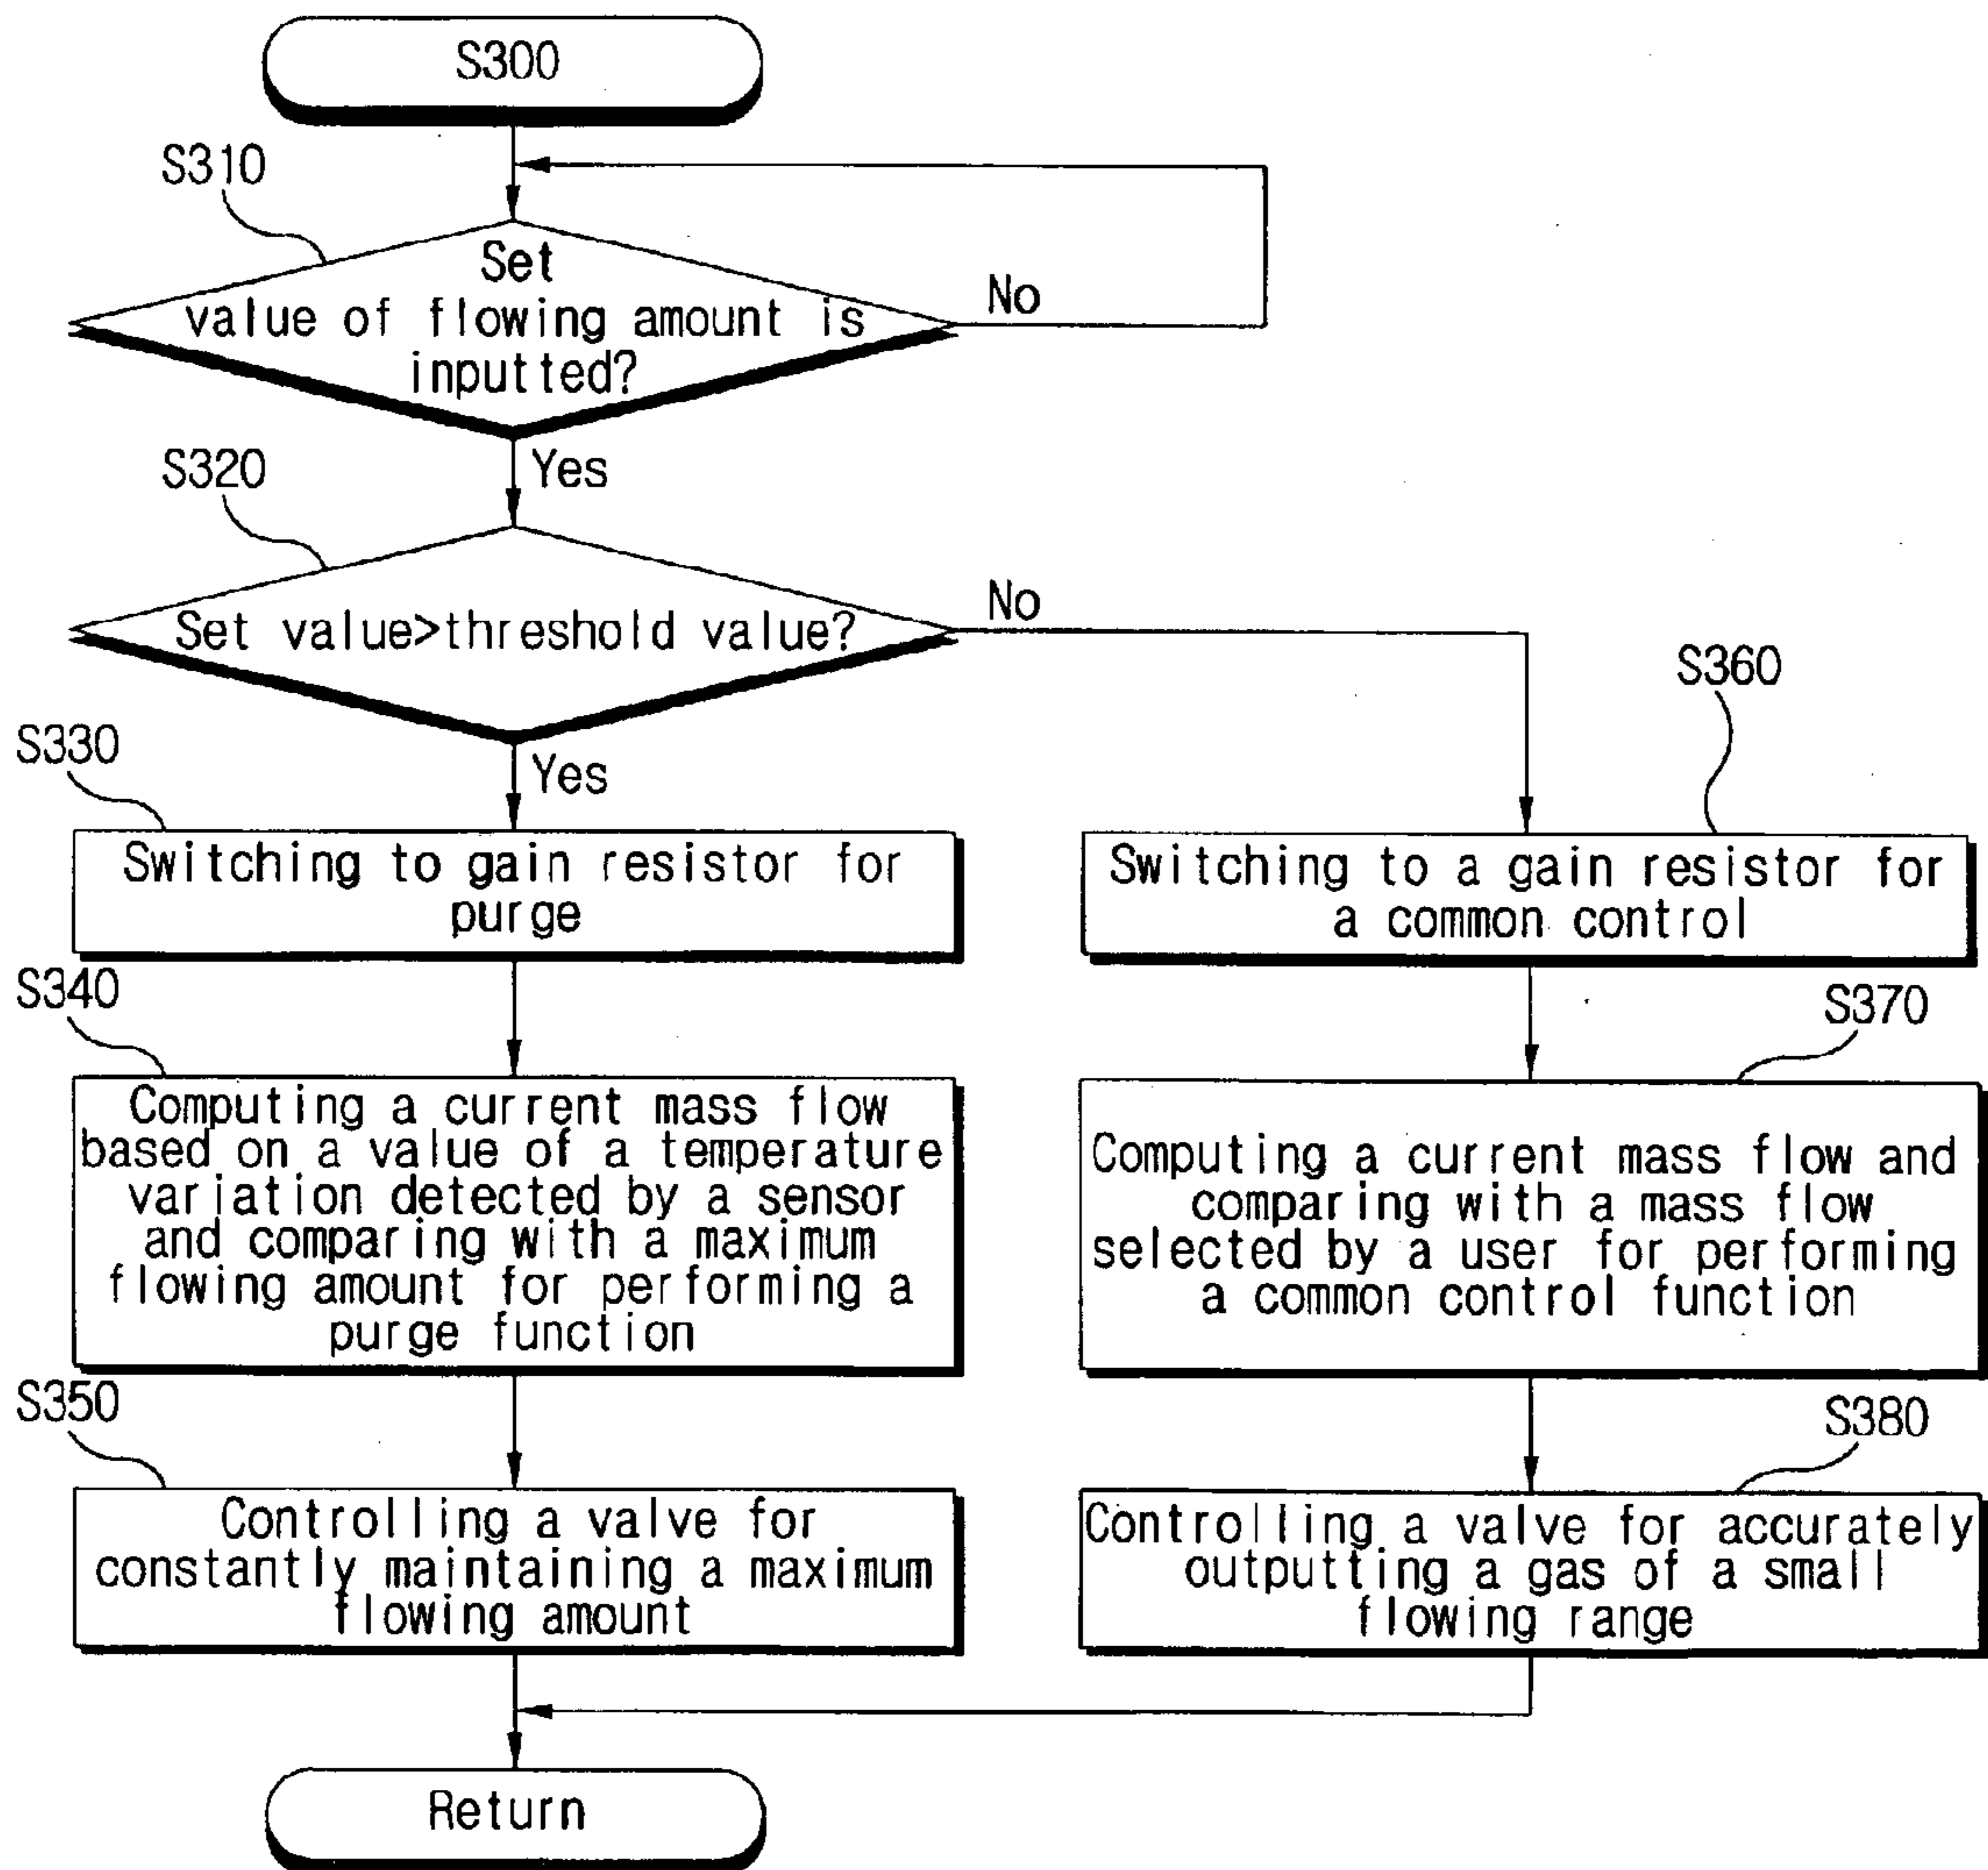 S300
S310
Set
value of flowing amount is
inputted?
No
Yes
S320
Set value>threshold value?
No
Yes
S330
Switching to gain resistor for
purge
S340
Computing a current mass flow
based on a value of a temperature
variation detected by a sensor
and comparing with a maximum
flowing amount for performing a
purge function
S350
Controlling a valve for
constantly maintaining a maximum
flowing amount
S360
Switching to a gain resistor for
a common control
S370
Computing a current mass flow and
comparing with a mass flow
selected by a user for performing
a common control function
S380
Controlling a valve for accurately
outputting a gas of a small
flowing range
Return